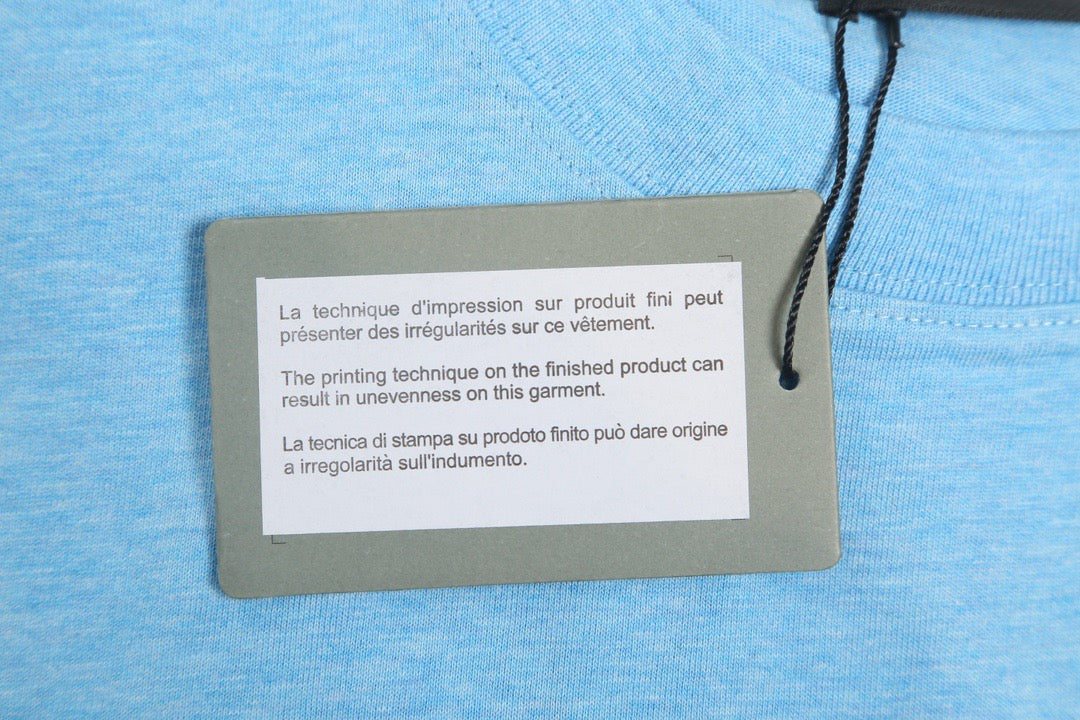 La technique d'impression sur produit fini peut
présenter des irrégularités sur ce vêtement.
The printing technique on the finished product can
result in unevenness on this garment.
La tecnica di stampa su prodoto finito può dare origine
a irregolarità sull'indumento.